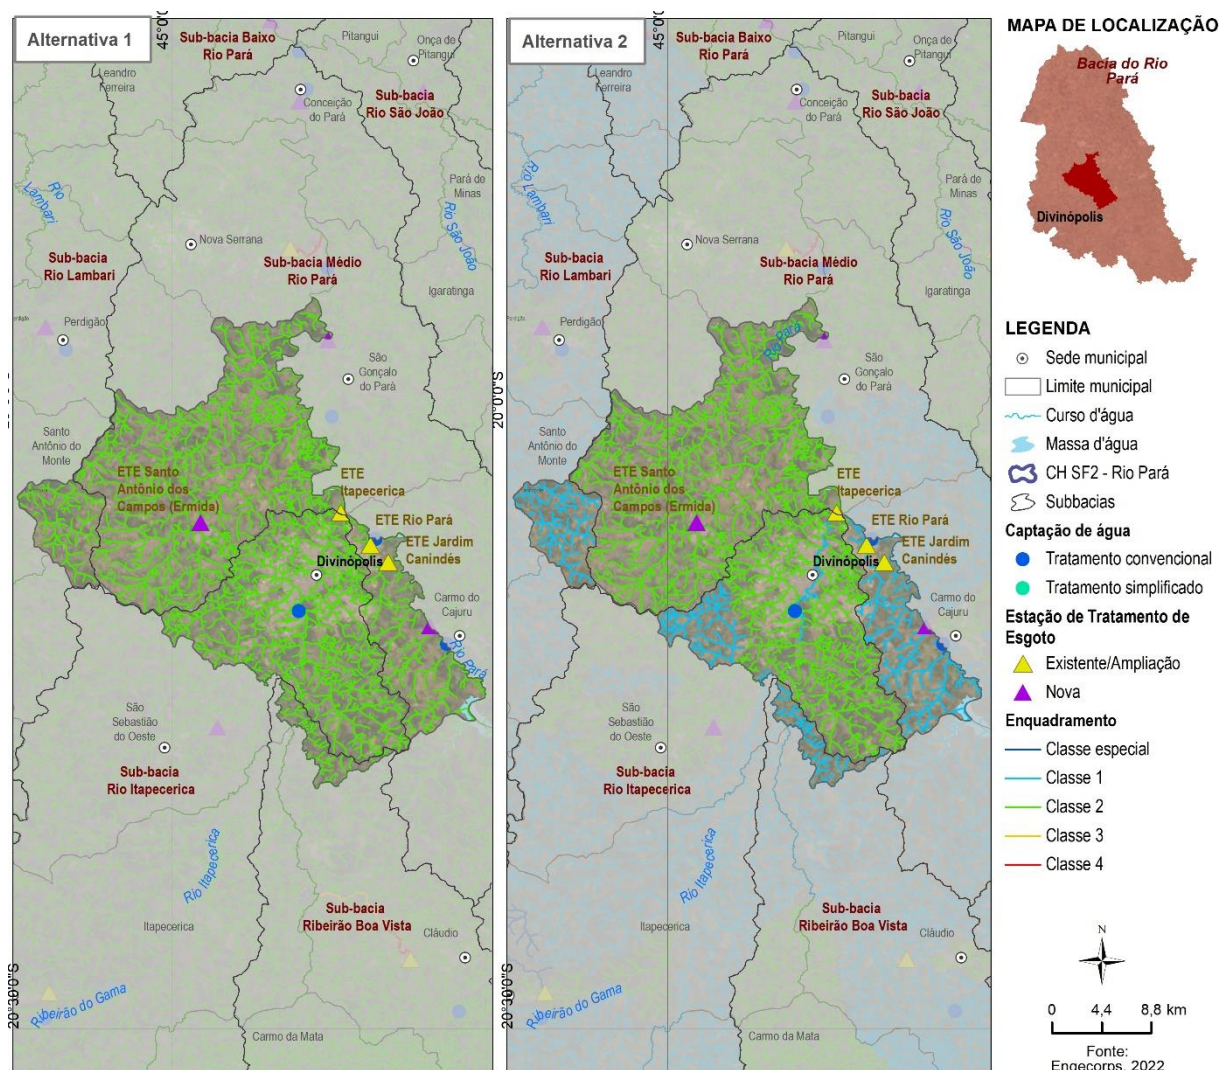 Alternativa 1
45°0'0
Sub-bacia Baixo
Rio Pará
Pitangui
Onça de
Pitangui
Leandro
Ferreira
Conceição
do Pará
Sub-bacia
Rio São João
Rio
Lambari
Pará de
Minas
Rio São João
Nova Serrana
Sub-bacia
Rio Lambari
Sub-bacia Médio
Rio Pará
Igaratinga
Perdigão
São
Gonçalo
do Pará
Santo
Antônio do
Monte
ETE Santo
Antônio dos
Campos (Ermida)
ETE
Itapecerica
ETE Rio Pará
ETE Jardim
Canindés
Divinópolis
Carmo do
Cajuru
Rio Pará
São
Sebastião
do Oeste
Sub-bacia
Rio Itapecerica
Rio Itapecerica
Itapecerica
Sub-bacia
Ribeirão Boa Vista
Cláudio
20°30'0"S
Ribeirão do Gama
Carmo da Mata
Alternativa 2
45°0'0
Sub-bacia Baixo
Rio Pará
Pitangui
Onça de
Pitangui
Leandro
Ferreira
Conceição
do Pará
Sub-bacia
Rio São João
Rio
Lambari
Pará de
Minas
Rio São João
Nova Serrana
Sub-bacia
Rio Lambari
Sub-bacia Médio
Rio Pará
Igaratinga
Perdigão
Rio Pará
São
Gonçalo
do Pará
20°0'0"S
Santo
Antônio do
Monte
ETE Santo
Antônio dos
Campos (Ermida)
ETE
Itapecerica
ETE Rio Pará
ETE Jardim
Canindés
Divinópolis
Carmo do
Cajuru
São
Sebastião
do Oeste
Sub-bacia
Rio Itapecerica
Rio Itapecerica
Itapecerica
Sub-bacia
Ribeirão Boa Vista
Cláudio
20°30'0"S
Ribeirão do Gama
Carmo da Mata
MAPA DE LOCALIZAÇÃO
Bacia do Rio
Pará
Divinópolis
LEGENDA
Sede municipal
Limite municipal
Curso d'água
Massa d'água
CH SF2 - Rio Pará
Subbacias
Captação de água
Tratamento convencional
Tratamento simplificado
Estação de Tratamento de
Esgoto
Existente/Ampliação
Nova
Enquadramento
Classe especial
Classe 1
Classe 2
Classe 3
Classe 4
N
0 4,4 8,8 km
Fonte:
Engecorps, 2022